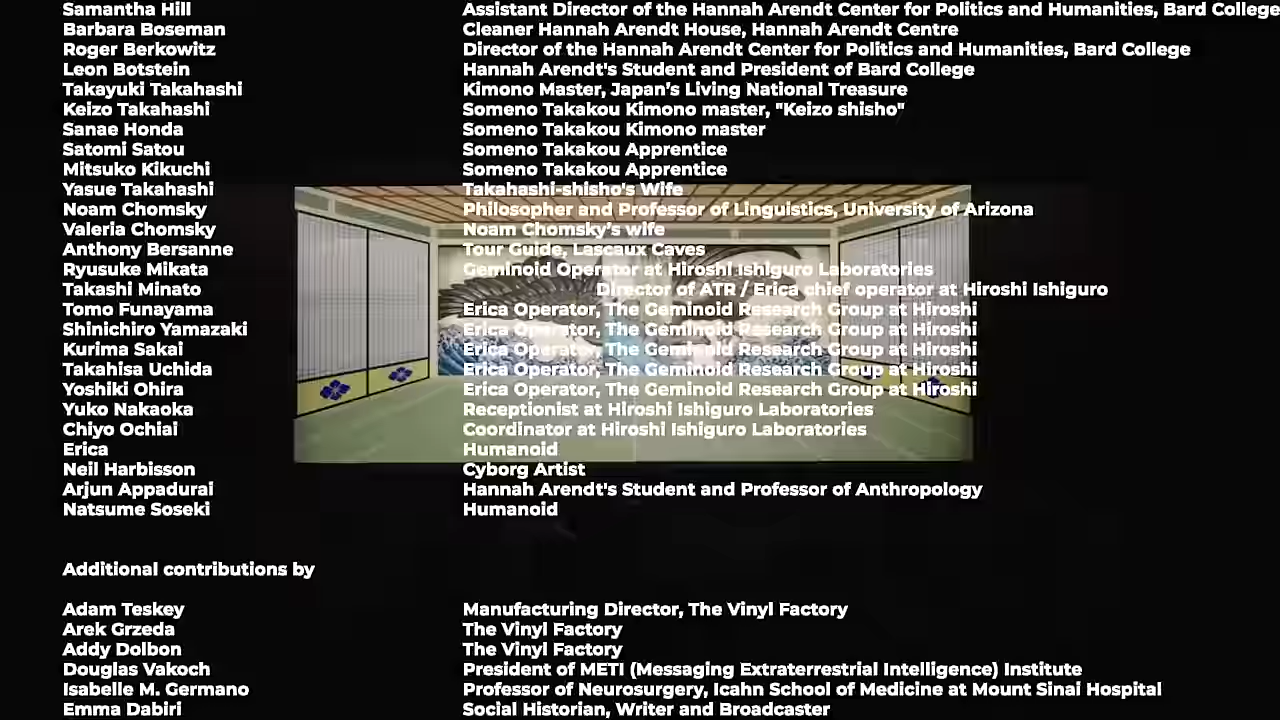 Samantha Hill Assistant Director of the Hannah Arendt Center for Politics and Humanities, Bard College
Barbara Boseman Cleaner Hannah Arendt House, Hannah Arendt Centre
Roger Berkowitz Director of the Hannah Arendt Center for Politics and Humanities, Bard College
Leon Botstein Hannah Arendt's Student and President of Bard College
Takayuki Takahashi Kimono Master, Japan's Living National Treasure
Keizo Takahashi Someno Takakou Kimono master, "Keizo shisho"
Sanae Honda Someno Takakou Kimono master
Satomi Satou Someno Takakou Apprentice
Mitsuko Kikuchi Someno Takakou Apprentice
Yasue Takahashi Takahashi-shisho's Wife
Noam Chomsky Philosopher and Professor of Linguistics, University of Arizona
Valeria Chomsky Noam Chomsky's wife
Anthony Bersanne Tour Guide, Lascaux Caves
Ryusuke Mikata Geminoid Operator at Hiroshi Ishiguro Laboratories
Takashi Minato Director of ATR / Erica chief operator at Hiroshi Ishiguro
Tomo Funayama Erica Operator, The Geminoid Research Group at Hiroshi
Shinichiro Yamazaki Erica Operator, The Geminoid Research Group at Hiroshi
Kurima Sakai Erica Operator, The Geminoid Research Group at Hiroshi
Takahisa Uchida Erica Operator, The Geminoid Research Group at Hiroshi
Yoshiki Ohira Erica Operator, The Geminoid Research Group at Hiroshi
Yuko Nakaoka Receptionist at Hiroshi Ishiguro Laboratories
Chiyo Ochiai Coordinator at Hiroshi Ishiguro Laboratories
Erica Humanoid
Neil Harbisson Cyborg Artist
Arjun Appadurai Hannah Arendt's Student and Professor of Anthropology
Natsume Soseki Humanoid
Additional contributions by
Adam Teskey Manufacturing Director, The Vinyl Factory
Arek Grzeda The Vinyl Factory
Addy Dolbon The Vinyl Factory
Douglas Vakoch President of METI (Messaging Extraterrestrial Intelligence) Institute
Isabelle M. Germano Professor of Neurosurgery, Icahn School of Medicine at Mount Sinai Hospital
Emma Dabiri Social Historian, Writer and Broadcaster